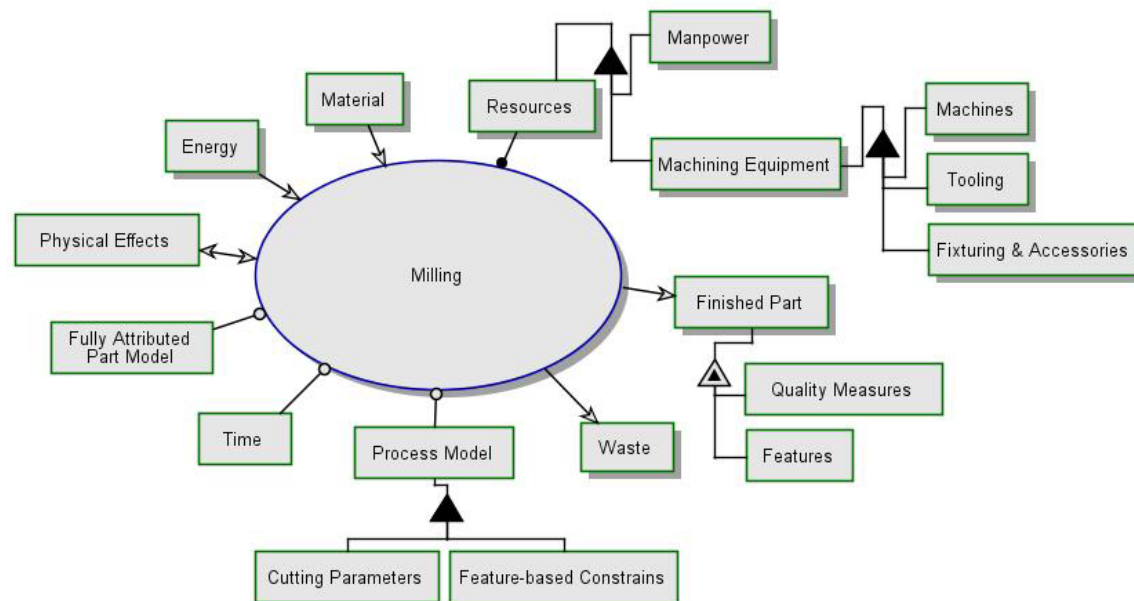 Manpower
Material
Resources
Machines
Energy
Machining Equipment
Tooling
Physical Effects
Fixturing & Accessories
Milling
Finished Part
Fully Attributed
Part Model
Quality Measures
Time
Process Model
Waste
Features
Cutting Parameters
Feature-based Constrains